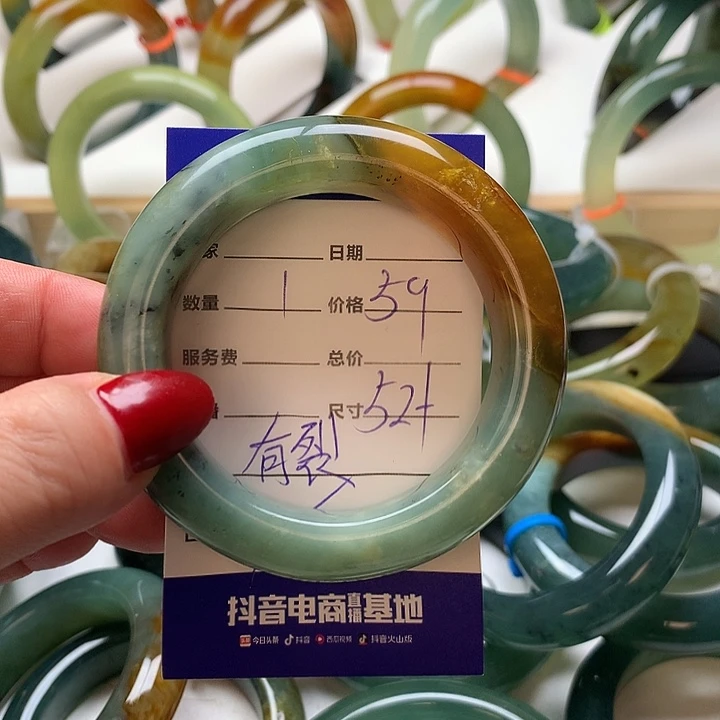 家 日期
数量 1 价格 59
服务费 总价
尺寸 52+
有裂
抖音电商直播基地
今日头条 抖音 西瓜视频 抖音火山版